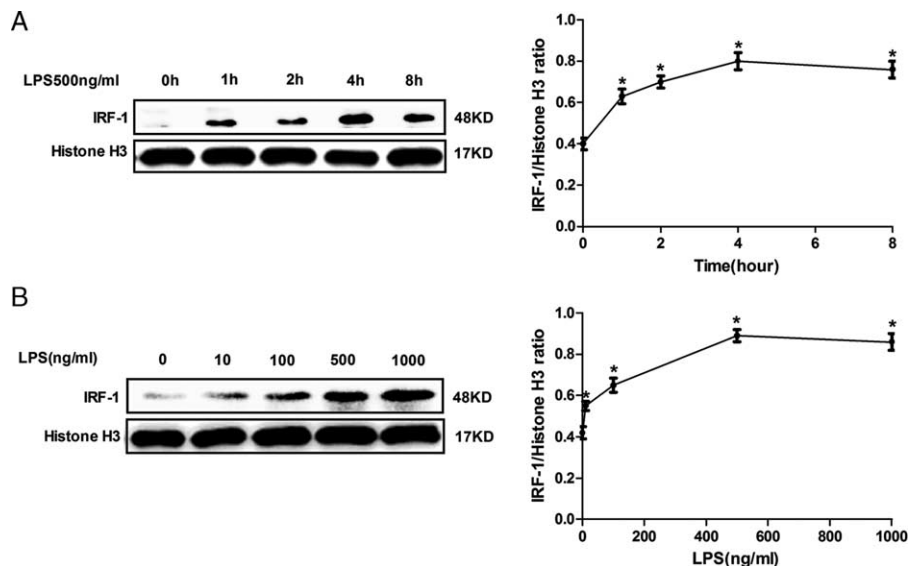 A
LPS500ng/ml 0h 1h 2h 4h 8h
IRF-1 48KD
Histone H3 17KD
IRF-1/Histone H3 ratio
1.0
0.8
0.6
0.4
0.2
0.0
* * * *
0 2 4 6 8
Time(hour)
B
LPS(ng/ml) 0 10 100 500 1000
IRF-1 48KD
Histone H3 17KD
IRF-1/Histone H3 ratio
1.0
0.8
0.6
0.4
0.2
0.0
* * * *
0 200 400 600 800 1000
LPS(ng/ml)